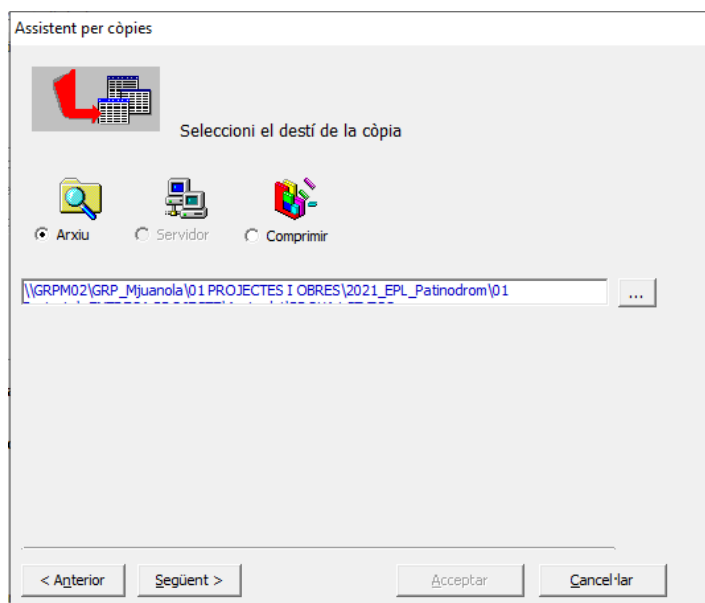 Assistent per còpies
Seleccioni el destí de la còpia
Arxiu
Servidor
Comprimir
\\GRPM02\GRP_Mjuanola\01 PROJECTES I OBRES\2021_EPL_Patinodrom\01
...
< Anterior
Següent >
Acceptar
Cancel·lar